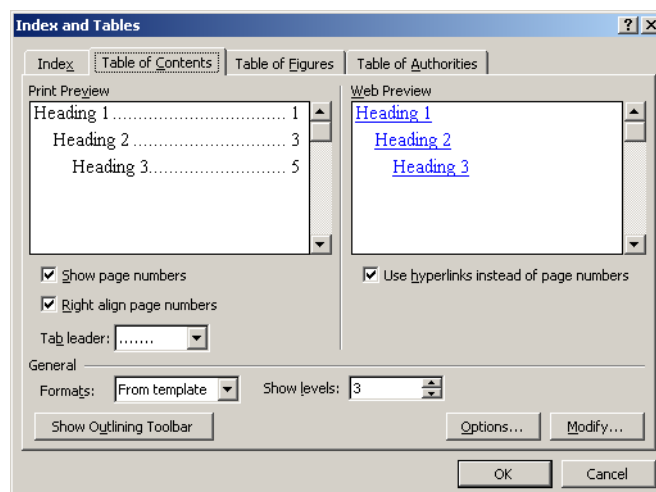 Index and Tables
Index Table of Contents Table of Figures Table of Authorities
Print Preview
Heading 1 ........................................ 1
Heading 2 ................................... 3
Heading 3................................ 5
Web Preview
Heading 1
Heading 2
Heading 3
Show page numbers
Right align page numbers
Tab leader: .......
Use hyperlinks instead of page numbers
General
Formats: From template Show levels: 3
Show Outlining Toolbar Options... Modify...
OK Cancel